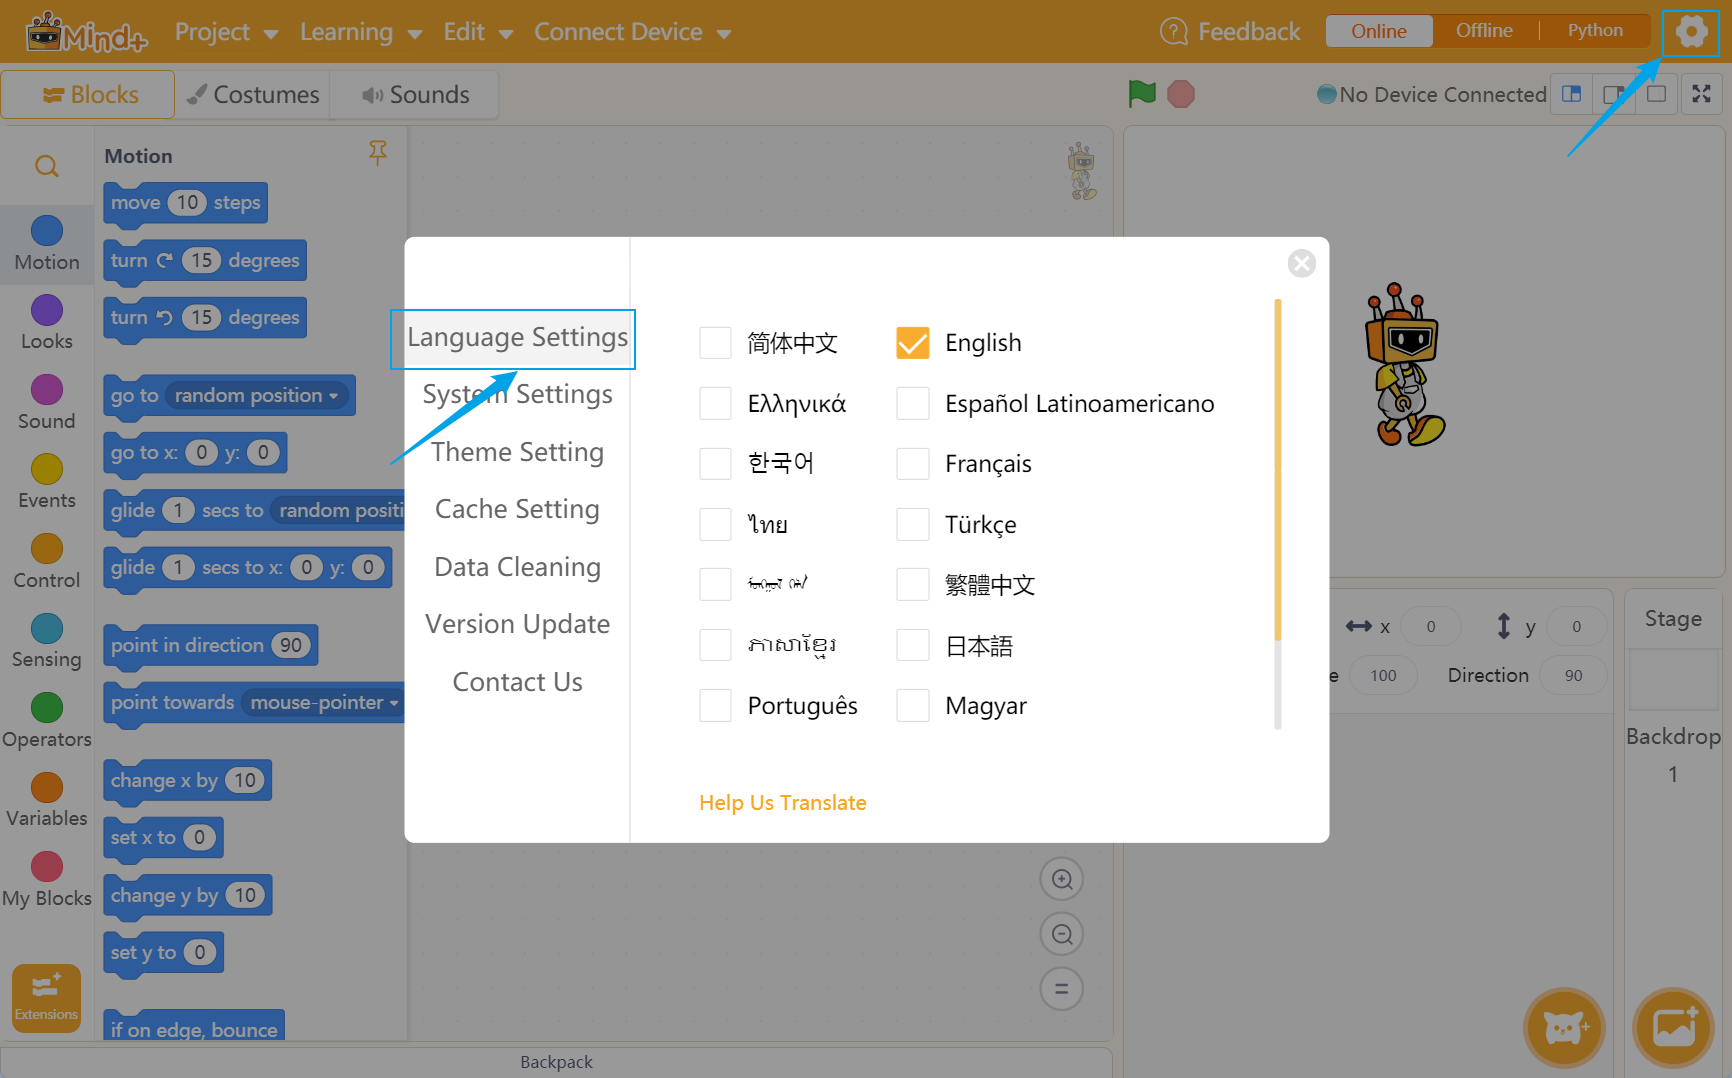 Mind+
Project
Learning
Edit
Connect Device
Feedback
Online
Offline
Python
Blocks
Costumes
Sounds
No Device Connected
Motion
Looks
Sound
Events
Control
Sensing
Operators
Variables
My Blocks
Extensions
Motion
move 10 steps
turn 15 degrees
turn 15 degrees
go to random position
go to x: 0 y: 0
glide 1 secs to random positi
glide 1 secs to x: 0 y: 0
point in direction 90
point towards mouse-pointer
change x by 10
set x to 0
change y by 10
set y to 0
if on edge, bounce
Language Settings
System Settings
Theme Setting
Cache Setting
Data Cleaning
Version Update
Contact Us
简体中文 English
Ελληνικά Español Latinoamericano
한국어 Français
ไทย Türkçe
繁體中文
ភាសាខ្មែរ 日本語
Português Magyar
Help Us Translate
x 0 y 0
e 100 Direction 90
Stage
Backdrop
1
Backpack